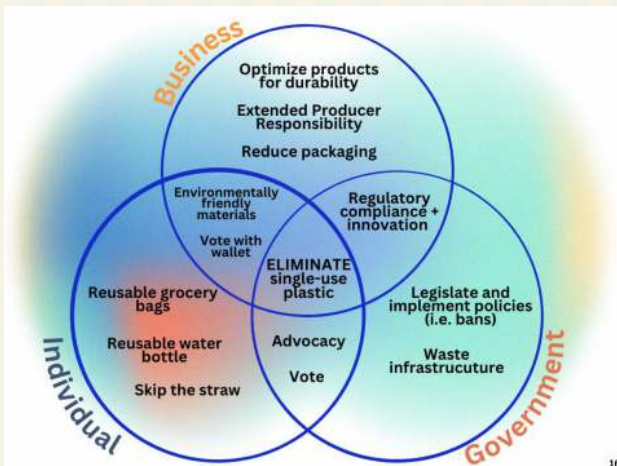 Business
Optimize products
for durability
Extended Producer
Responsibility
Reduce packaging
Environmentally
friendly
materials
Vote with
wallet
Regulatory
compliance +
innovation
ELIMINATE
single-use
plastic
Reusable grocery
bags
Reusable water
bottle
Skip the straw
Advocacy
Vote
Legislate and
implement policies
(i.e. bans)
Waste
infrastrucuture
Individual
Government